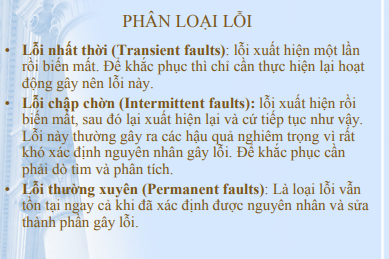 PHÂN LOẠI LỖI
• Lỗi nhất thời (Transient faults): lỗi xuất hiện một lần
rồi biến mất. Để khắc phục thì chỉ cần thực hiện lại hoạt
động gây nên lỗi này.
• Lỗi chập chờn (Intermittent faults): lỗi xuất hiện rồi
biến mất, sau đó lại xuất hiện lại và cứ tiếp tục như vậy.
Lỗi này thường gây ra các hậu quả nghiêm trọng vì rất
khó xác định nguyên nhân gây lỗi. Để khắc phục cần
phải dò tìm và phân tích.
• Lỗi thường xuyên (Permanent faults): Là loại lỗi vẫn
tồn tại ngay cả khi đã xác định được nguyên nhân và sửa
thành phần gây lỗi.